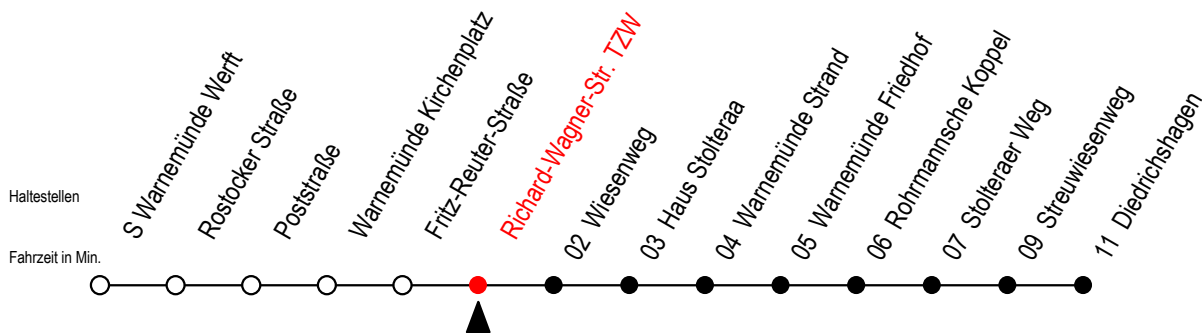 Haltestellen
Fahrzeit in Min.
S Warnemünde Werft
Rostocker Straße
Poststraße
Warnemünde Kirchenplatz
Fritz-Reuter-Straße
Richard-Wagner-Str. TZW
02 Wiesenweg
03 Haus Stolteraa
04 Warnemünde Strand
05 Warnemünde Friedhof
06 Rohrmannsche Koppel
07 Stolteraer Weg
09 Streuwiesenweg
11 Diedrichshagen